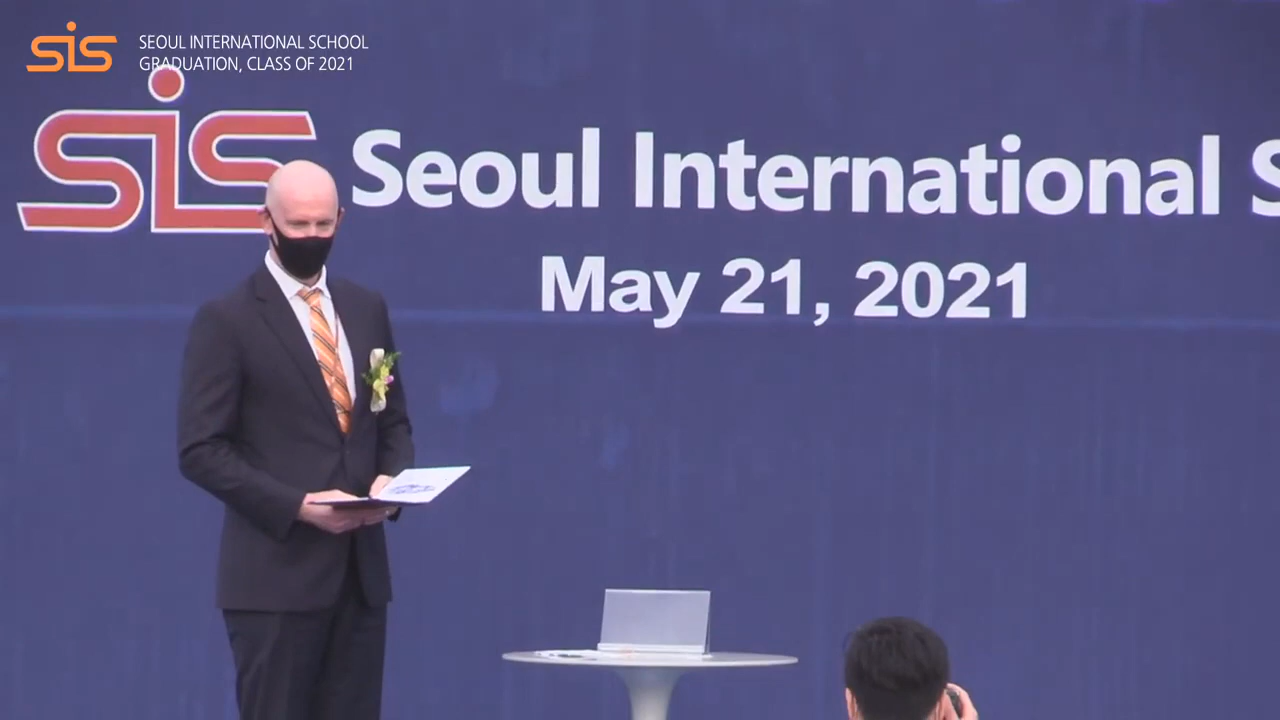 SIS
SEOUL INTERNATIONAL SCHOOL
GRADUATION, CLASS OF 2021
SIS
Seoul International S
May 21, 2021